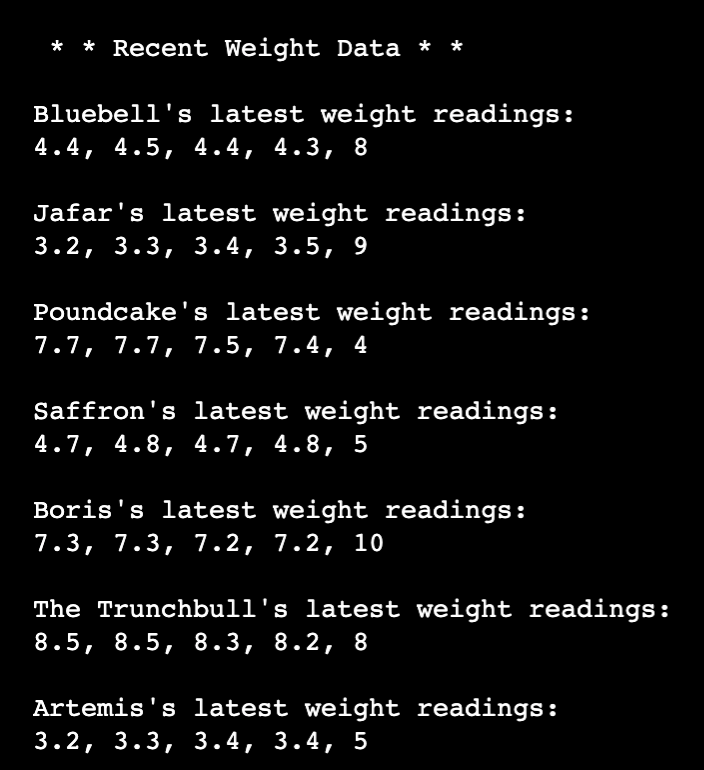 * * Recent Weight Data * *
Bluebell's latest weight readings:
4.4, 4.5, 4.4, 4.3, 8
Jafar's latest weight readings:
3.2, 3.3, 3.4, 3.5, 9
Poundcake's latest weight readings:
7.7, 7.7, 7.5, 7.4, 4
Saffron's latest weight readings:
4.7, 4.8, 4.7, 4.8, 5
Boris's latest weight readings:
7.3, 7.3, 7.2, 7.2, 10
The Trunchbull's latest weight readings:
8.5, 8.5, 8.3, 8.2, 8
Artemis's latest weight readings:
3.2, 3.3, 3.4, 3.4, 5